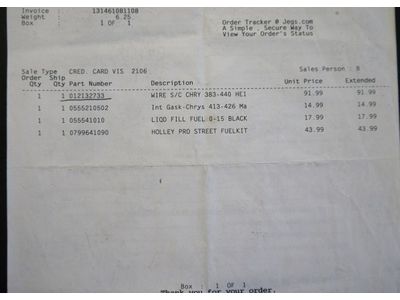 Invoice : 131461081108
Weight : 6.25
Box : 1 OF 1
Order Tracker @ Jegs.com
A Simple , Secure Way To
View Your Order's Status
Sale Type CRED. CARD VIS 2106 Sales Person : B
Order Ship
Qty Qty Part Number Description Unit Price Extended
1 1 012132733 WIRE S/C CHRY 383-440 HEI 91.99 91.99
1 1 0555210502 Int Gask-Chrys 413-426 Ma 14.99 14.99
1 1 055541010 LIQD FILL FUEL 0-15 BLACK 17.99 17.99
1 1 0799641090 HOLLEY PRO STREET FUELKIT 43.99 43.99
Box : 1 OF 1
Thank you for your order.